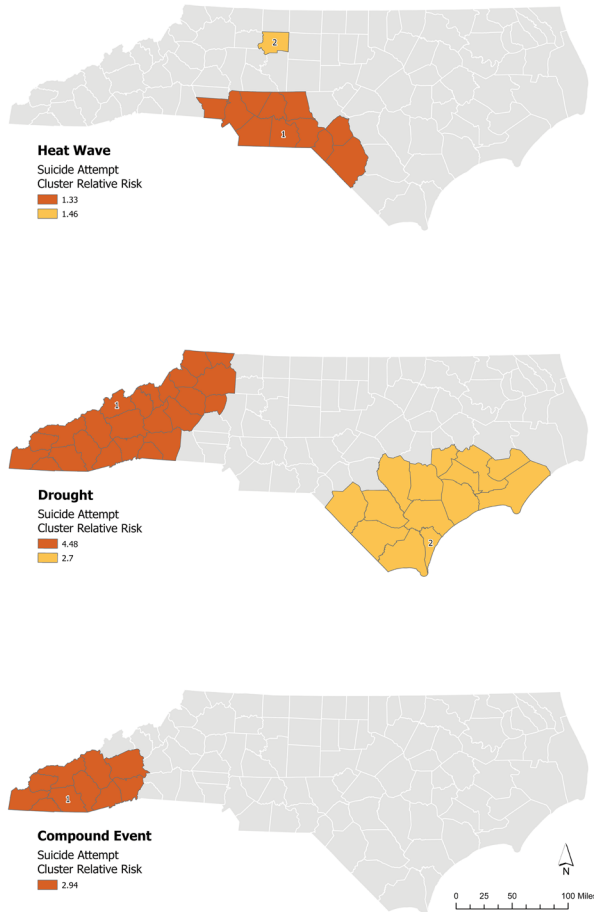 2
1
Heat Wave
Suicide Attempt
Cluster Relative Risk
1.33
1.46
1
Drought
Suicide Attempt
Cluster Relative Risk
4.48
2.7
2
1
Compound Event
Suicide Attempt
Cluster Relative Risk
2.94
N
0 25 50 100 Miles